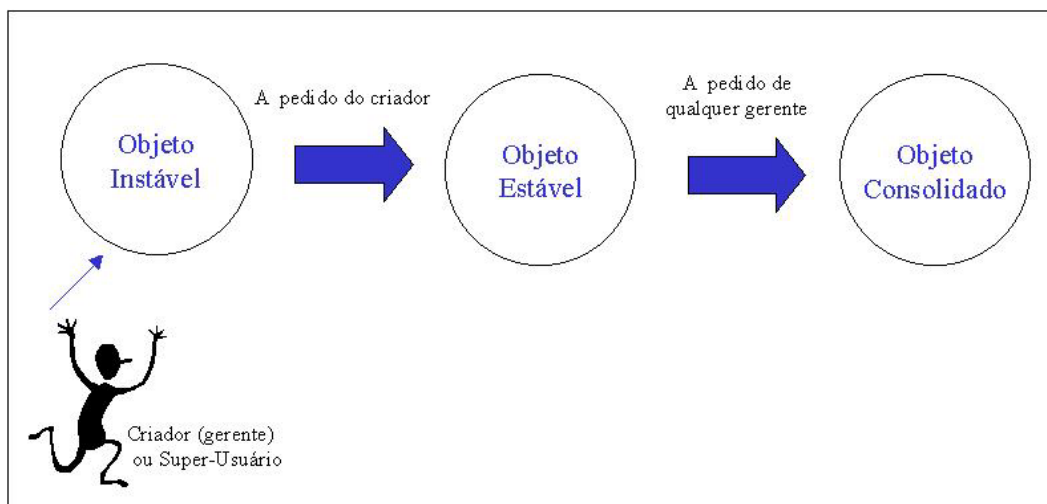 A pedido do criador
A pedido de
qualquer gerente
Objeto
Instável
Objeto
Estável
Objeto
Consolidado
Criador (gerente)
ou Super-Usuário